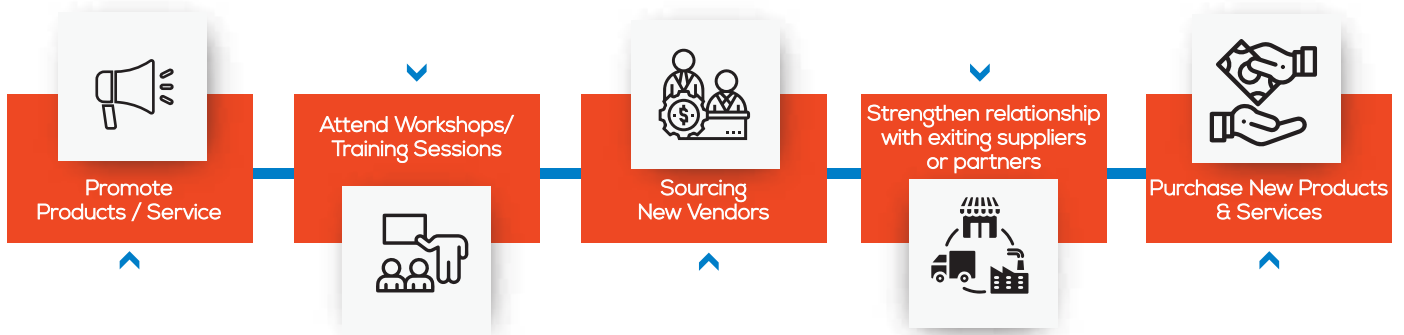 Promote
Products / Service
Attend Workshops/
Training Sessions
Sourcing
New Vendors
Strengthen relationship
with exiting suppliers
or partners
Purchase New Products
& Services